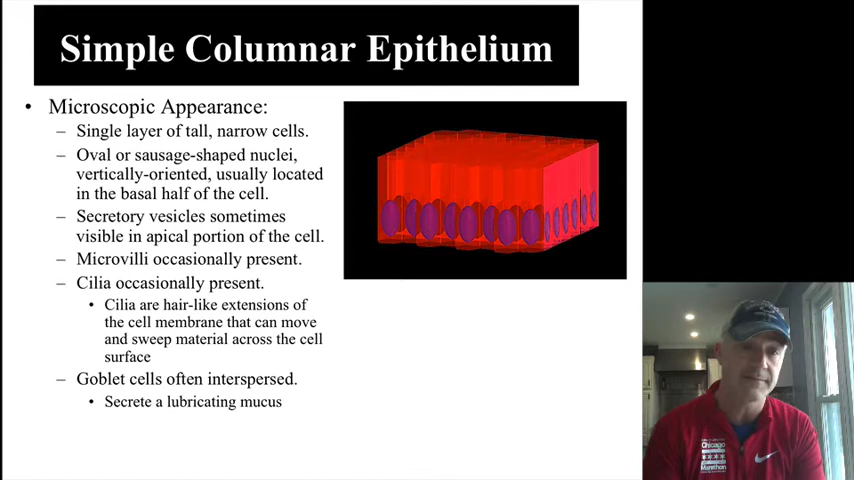 Simple Columnar Epithelium
• Microscopic Appearance:
– Single layer of tall, narrow cells.
– Oval or sausage-shaped nuclei,
vertically-oriented, usually located
in the basal half of the cell.
– Secretory vesicles sometimes
visible in apical portion of the cell.
– Microvilli occasionally present.
– Cilia occasionally present.
• Cilia are hair-like extensions of
the cell membrane that can move
and sweep material across the cell
surface
– Goblet cells often interspersed.
• Secrete a lubricating mucus
Chicago
Marathon